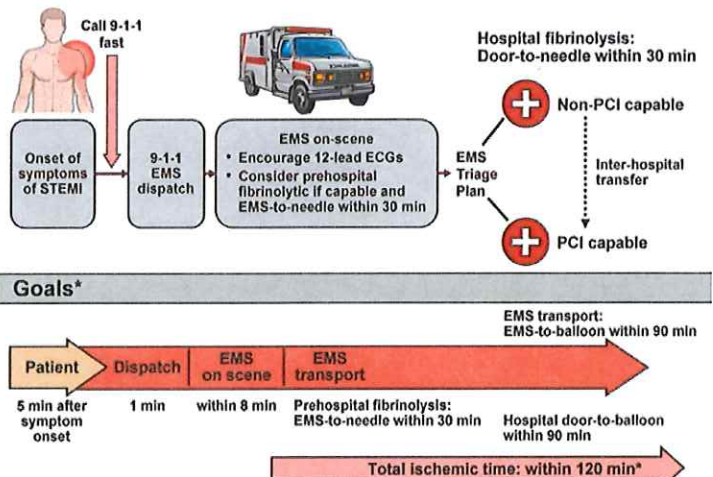 Call 9-1-1
fast
Onset of
symptoms
of STEMI
9-1-1
EMS
dispatch
EMS on-scene
• Encourage 12-lead ECGs
• Consider prehospital
fibrinolytic if capable and
EMS-to-needle within 30 min
EMS
Triage
Plan
Hospital fibrinolysis:
Door-to-needle within 30 min
Non-PCI capable
Inter-hospital
transfer
PCI capable
Goals*
EMS transport:
EMS-to-balloon within 90 min
Patient
Dispatch
EMS
on scene
EMS
transport
5 min after
symptom
onset
1 min
within 8 min
Prehospital fibrinolysis:
EMS-to-needle within 30 min
Hospital door-to-balloon
within 90 min
Total ischemic time: within 120 min*